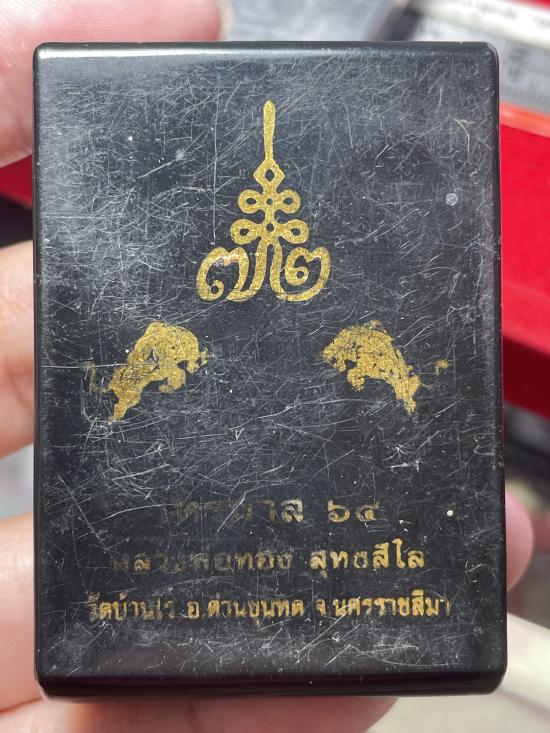 ๗๒
๖๔
หลวงพ่อทอง สุทธสีโล
วัดบ้านไร่ อ.ด่านขุนทด จ.นครราชสีมา